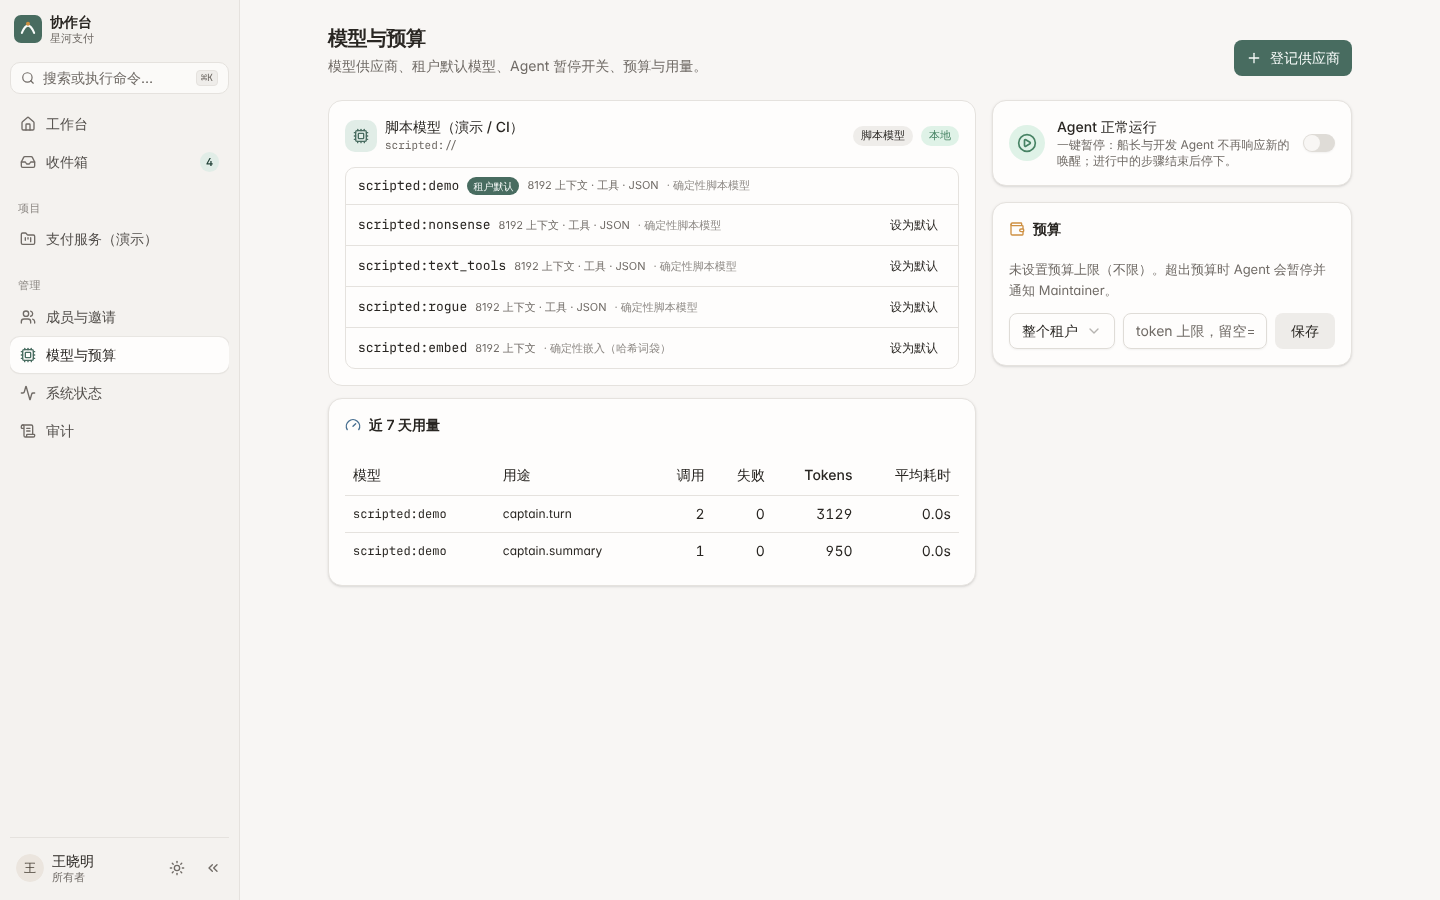 协作台
星河支付
搜索或执行命令...
⌘K
工作台
收件箱
4
项目
支付服务（演示）
管理
成员与邀请
模型与预算
系统状态
审计
王
王晓明
所有者
模型与预算
模型供应商、租户默认模型、Agent 暂停开关、预算与用量。
登记供应商
脚本模型（演示 / CI）
scripted://
脚本模型
本地
scripted:demo 租户默认 8192 上下文 · 工具 · JSON · 确定性脚本模型
scripted:nonsense 8192 上下文 · 工具 · JSON · 确定性脚本模型 设为默认
scripted:text_tools 8192 上下文 · 工具 · JSON · 确定性脚本模型 设为默认
scripted:rogue 8192 上下文 · 工具 · JSON · 确定性脚本模型 设为默认
scripted:embed 8192 上下文 · 确定性嵌入（哈希词袋） 设为默认
近 7 天用量
模型 用途 调用 失败 Tokens 平均耗时
scripted:demo captain.turn 2 0 3129 0.0s
scripted:demo captain.summary 1 0 950 0.0s
Agent 正常运行
一键暂停：船长与开发 Agent 不再响应新的
唤醒；进行中的步骤结束后停下。
预算
未设置预算上限（不限）。超出预算时 Agent 会暂停并
通知 Maintainer。
整个租户
token 上限，留空=
保存